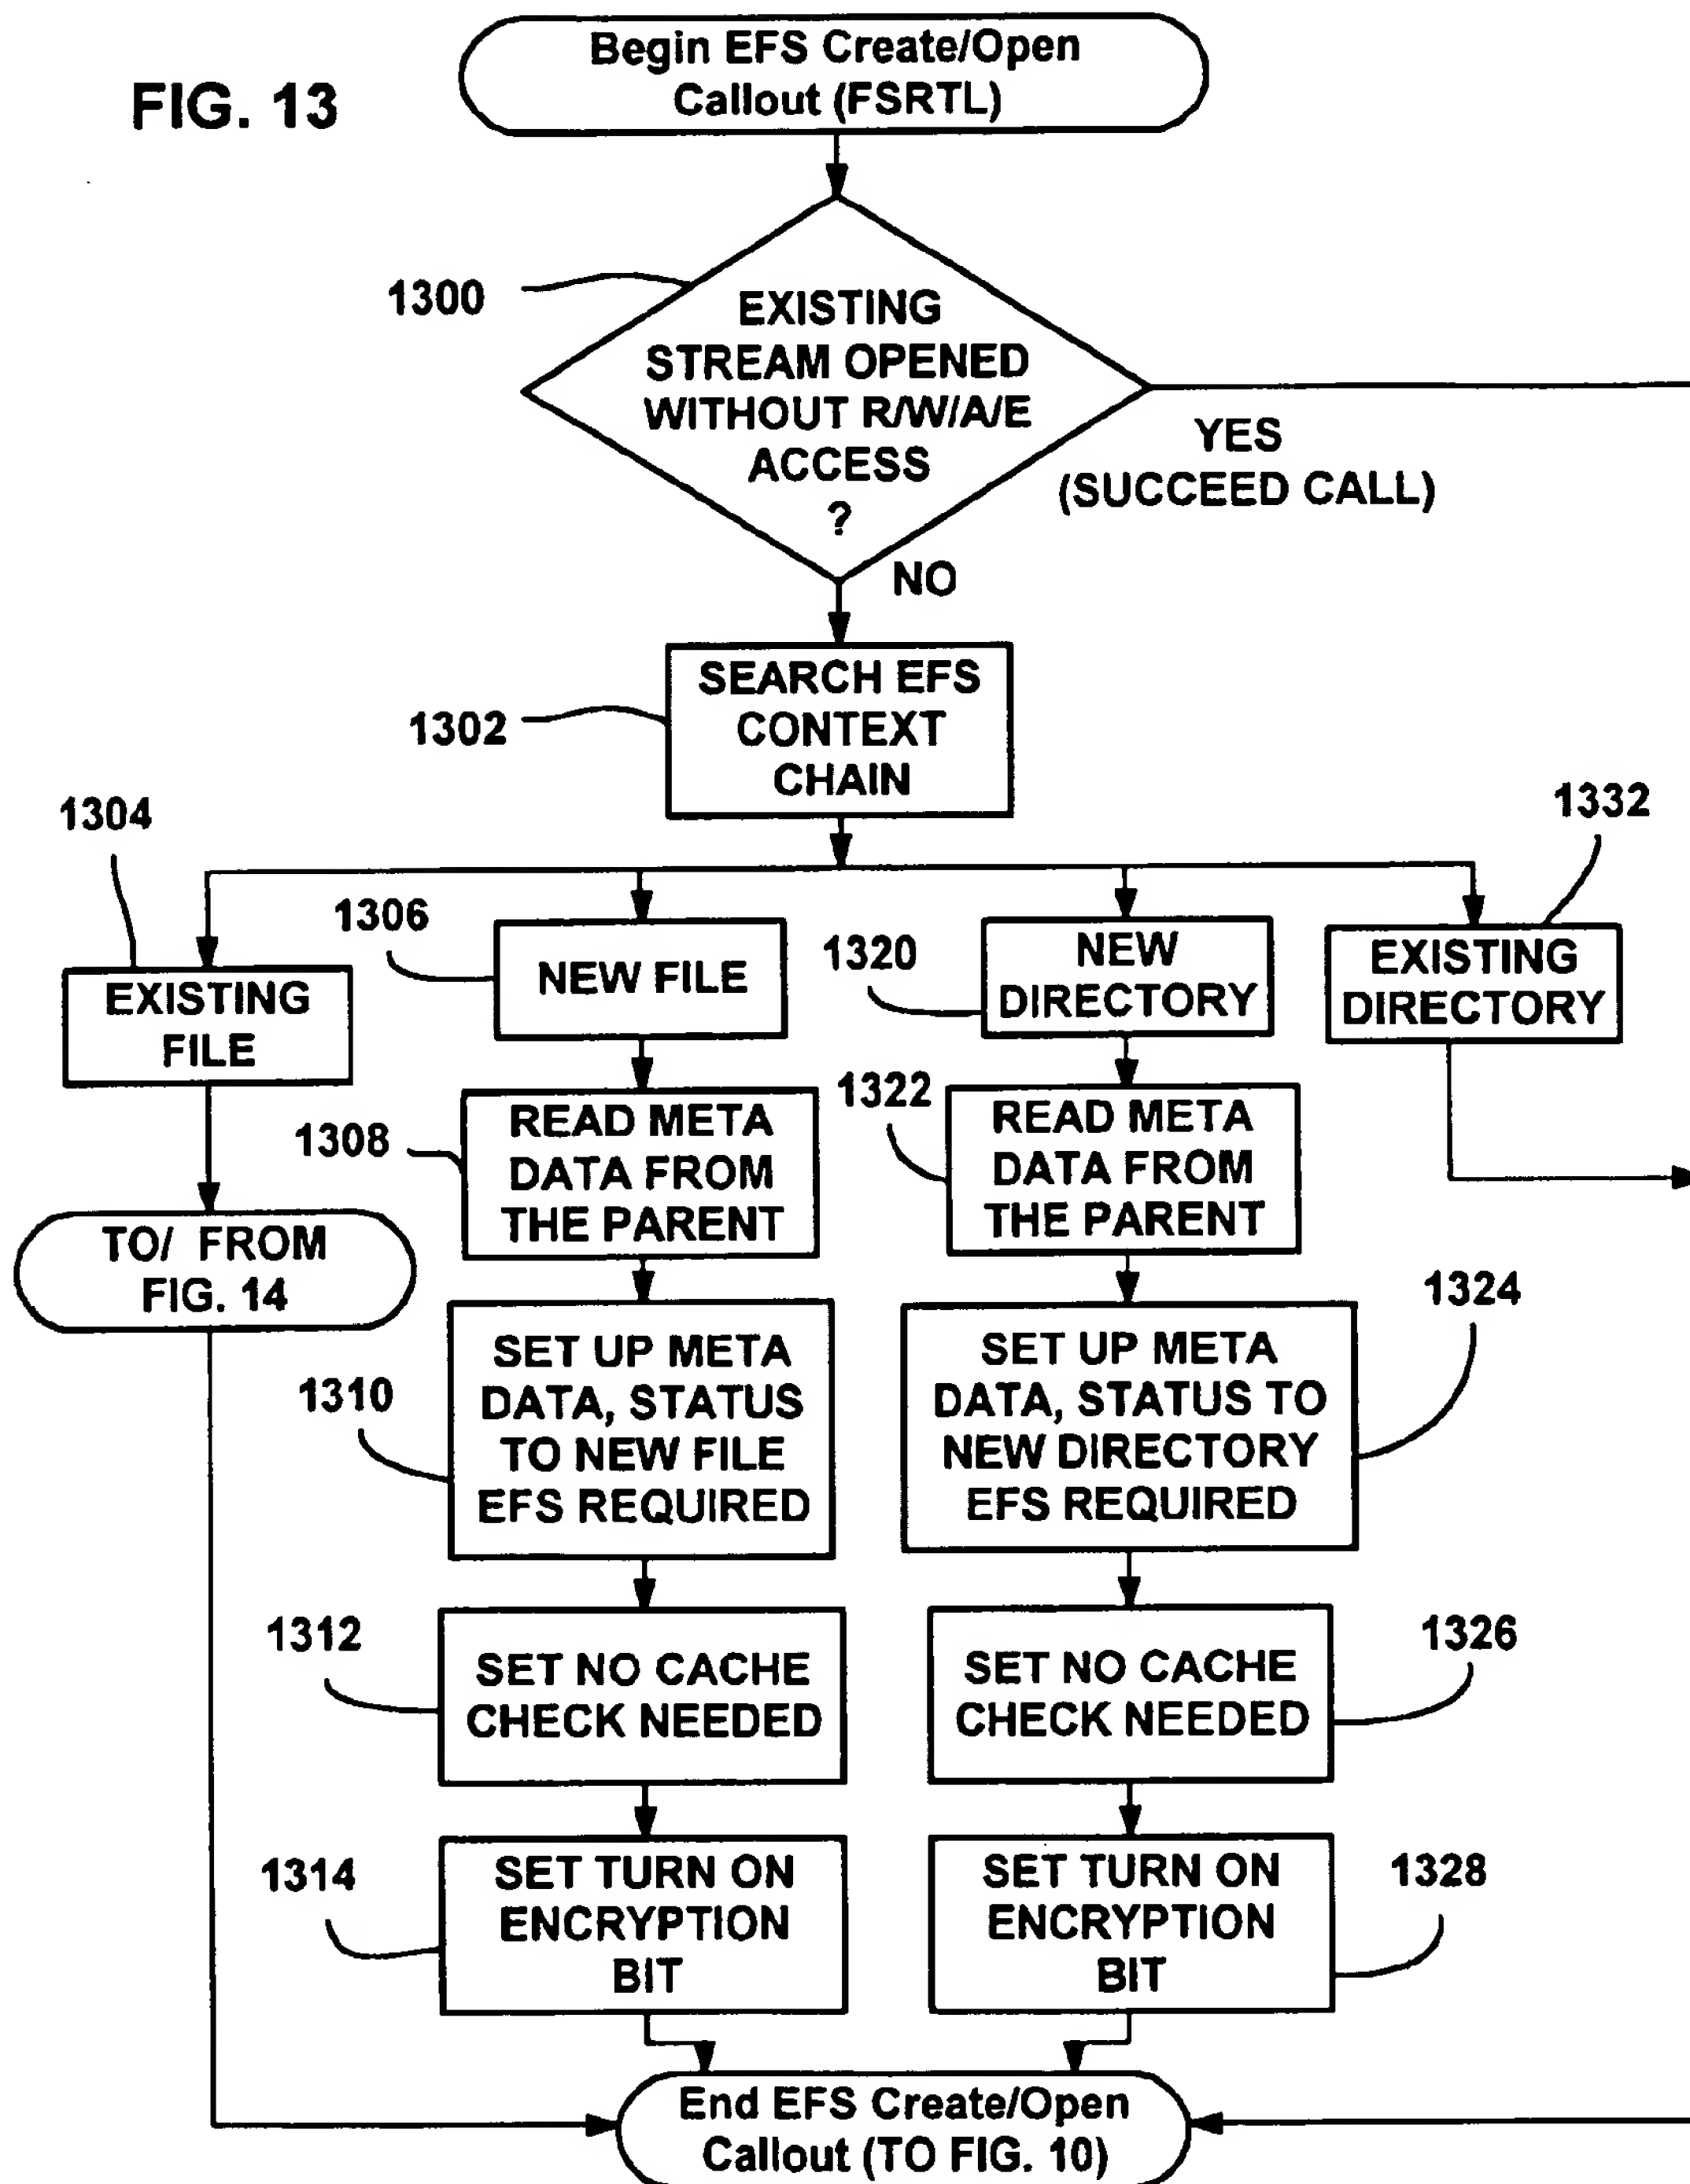 FIG. 13
Begin EFS Create/Open
Callout (FSRTL)
1300
EXISTING
STREAM OPENED
WITHOUT R/W/A/E
ACCESS
?
YES
(SUCCEED CALL)
NO
1302
SEARCH EFS
CONTEXT
CHAIN
1304
EXISTING
FILE
1306
NEW FILE
1320
NEW
DIRECTORY
1332
EXISTING
DIRECTORY
TO/ FROM
FIG. 14
1308
READ META
DATA FROM
THE PARENT
1322
READ META
DATA FROM
THE PARENT
1310
SET UP META
DATA, STATUS
TO NEW FILE
EFS REQUIRED
1324
SET UP META
DATA, STATUS TO
NEW DIRECTORY
EFS REQUIRED
1312
SET NO CACHE
CHECK NEEDED
1326
SET NO CACHE
CHECK NEEDED
1314
SET TURN ON
ENCRYPTION
BIT
1328
SET TURN ON
ENCRYPTION
BIT
End EFS Create/Open
Callout (TO FIG. 10)